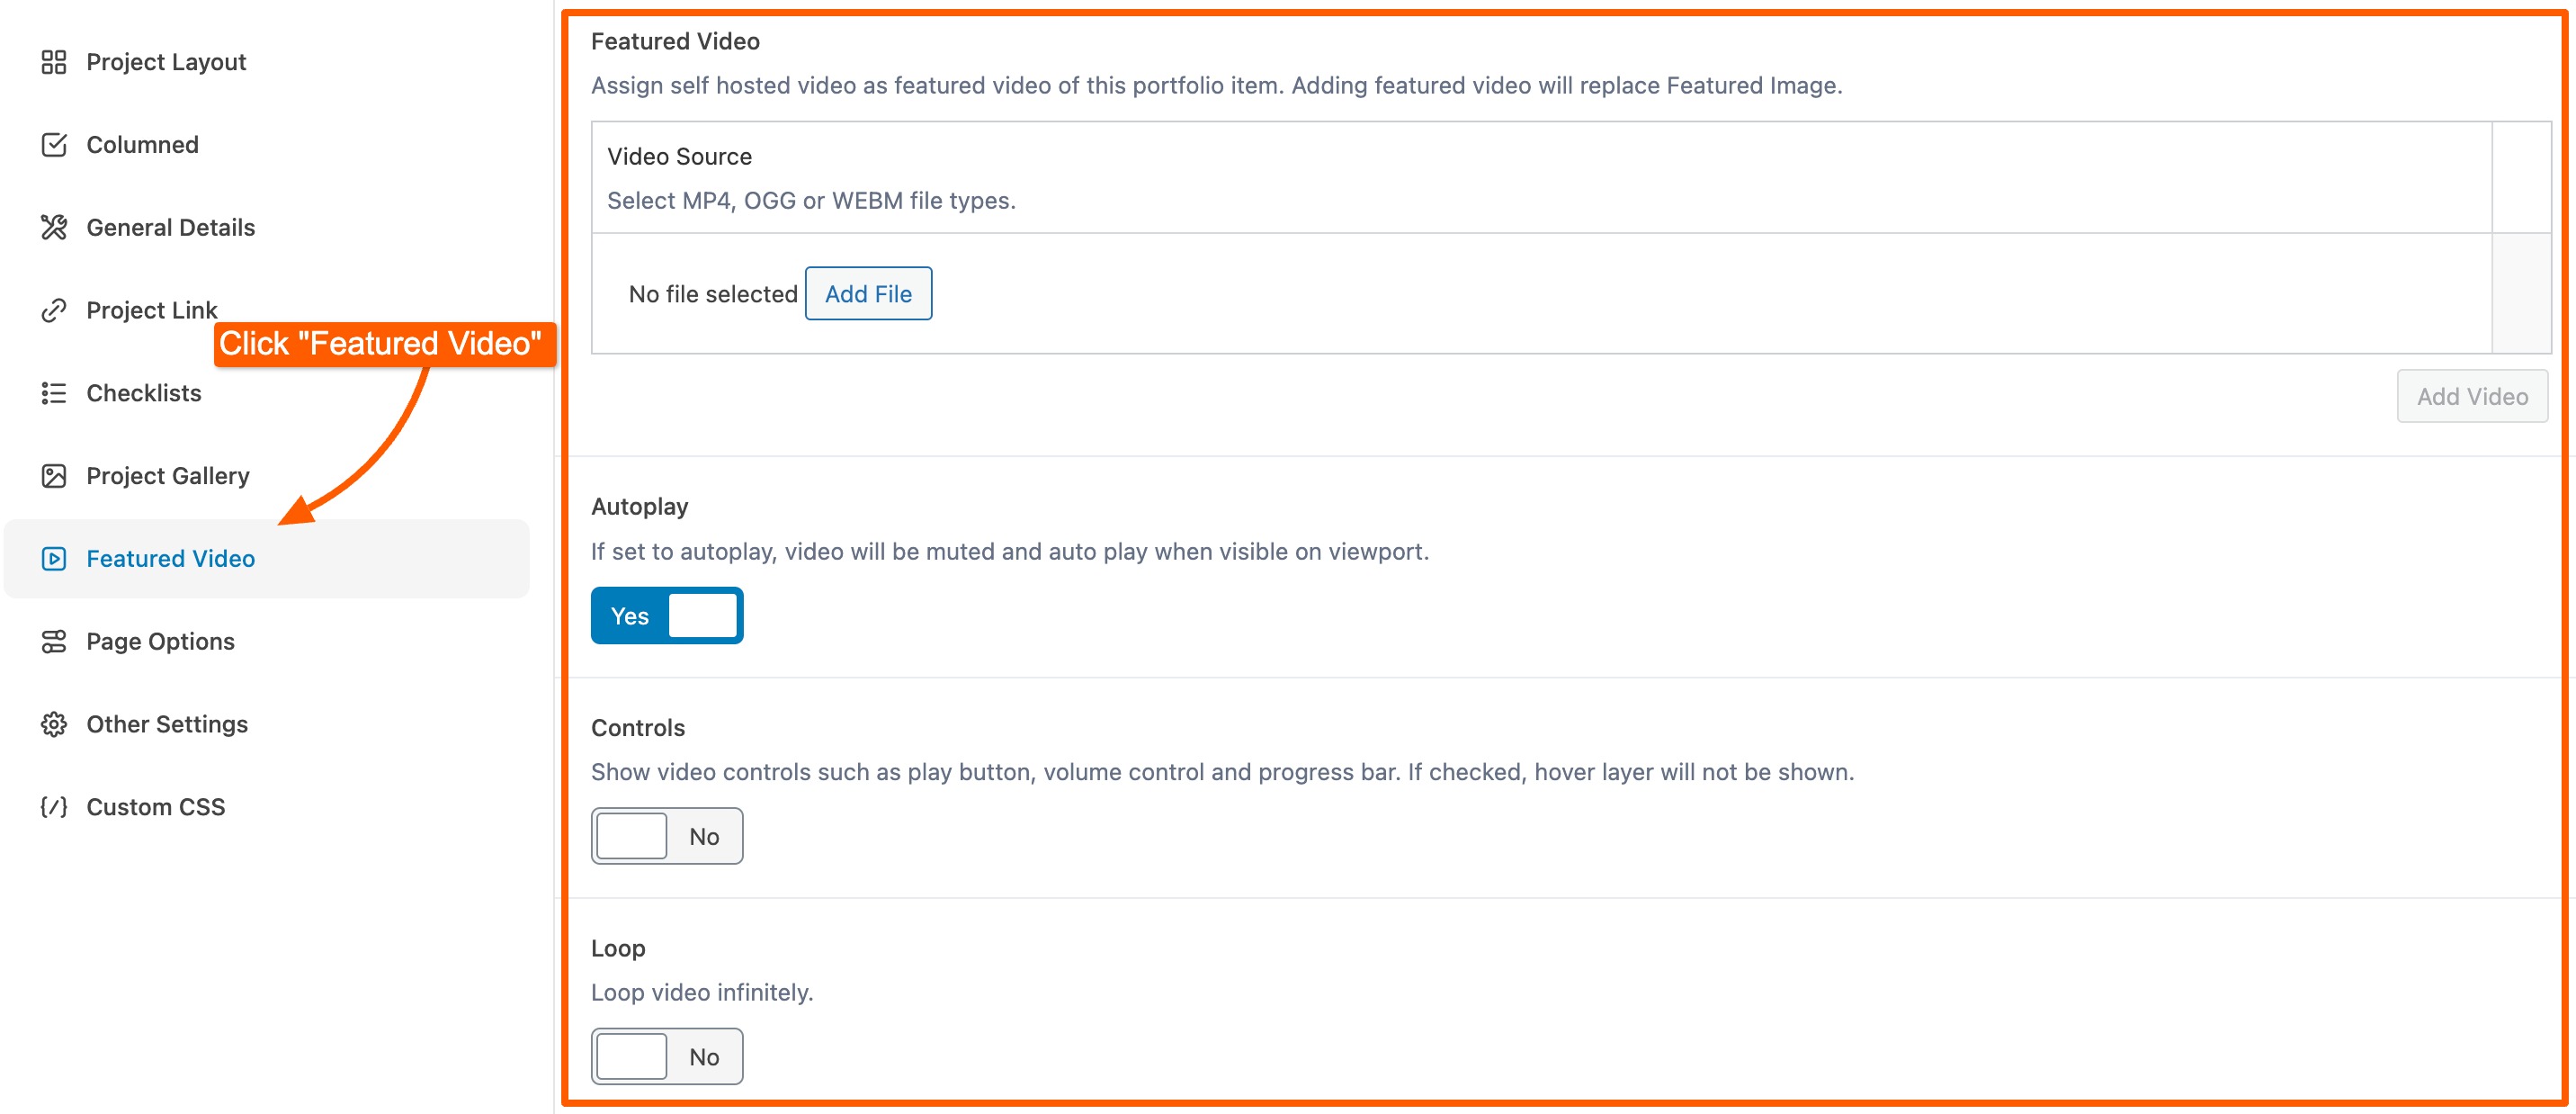 Project Layout
Columned
General Details
Project Link
Click "Featured Video"
Checklists
Project Gallery
Featured Video
Page Options
Other Settings
Custom CSS
Featured Video
Assign self hosted video as featured video of this portfolio item. Adding featured video will replace Featured Image.
Video Source
Select MP4, OGG or WEBM file types.
No file selected Add File
Add Video
Autoplay
If set to autoplay, video will be muted and auto play when visible on viewport.
Yes
Controls
Show video controls such as play button, volume control and progress bar. If checked, hover layer will not be shown.
No
Loop
Loop video infinitely.
No